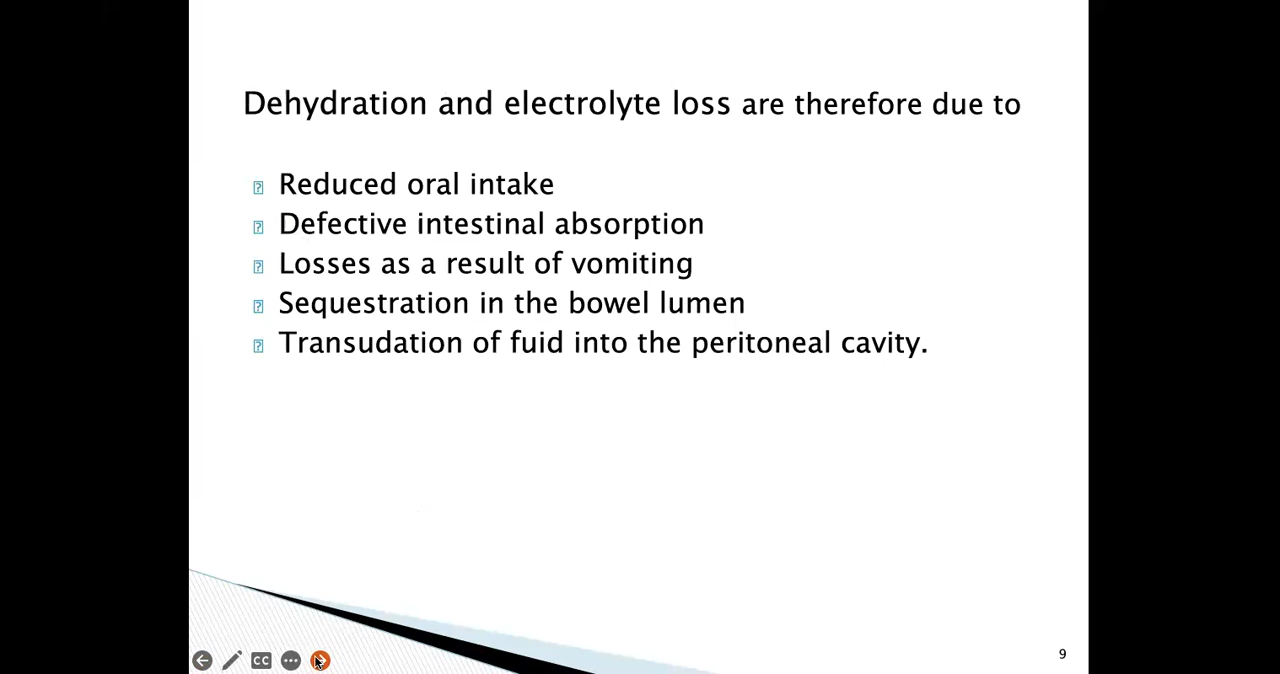 Dehydration and electrolyte loss are therefore due to
Reduced oral intake
Defective intestinal absorption
Losses as a result of vomiting
Sequestration in the bowel lumen
Transudation of fuid into the peritoneal cavity.
CC
9